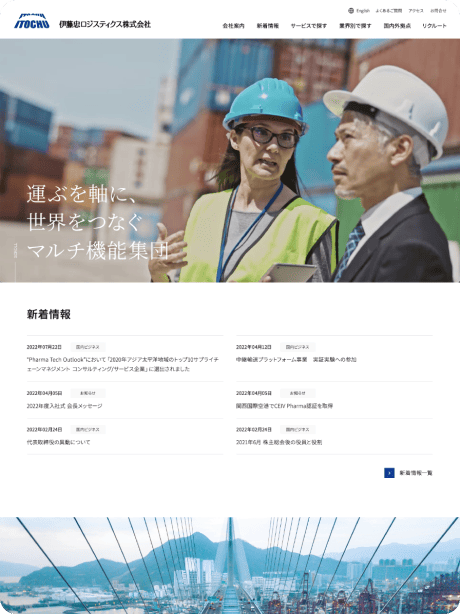 ITOCHU 伊藤忠ロジスティクス株式会社
English よくあるご質問 アクセス お問合せ
会社案内 新着情報 サービスで探す 業界別で探す 国内外拠点 リクルート
運ぶを軸に、
世界をつなぐ
マルチ機能集団
新着情報
2022年07月22日 国内ビジネス
"Pharma Tech Outlook"において「2020年アジア太平洋地域のトップ10サプライチ
ェーンマネジメント コンサルティング/サービス企業」に選出されました
2022年04月12日 国内ビジネス
中継輸送プラットフォーム事業 実証実験への参加
2022年04月05日 お知らせ
2022年度入社式 会長メッセージ
2022年04月05日 お知らせ
関西国際空港でCEIV Pharma認証を取得
2022年02月24日 国内ビジネス
代表取締役の異動について
2022年02月24日 国内ビジネス
2021年6月 株主総会後の役員と役割
新着情報一覧